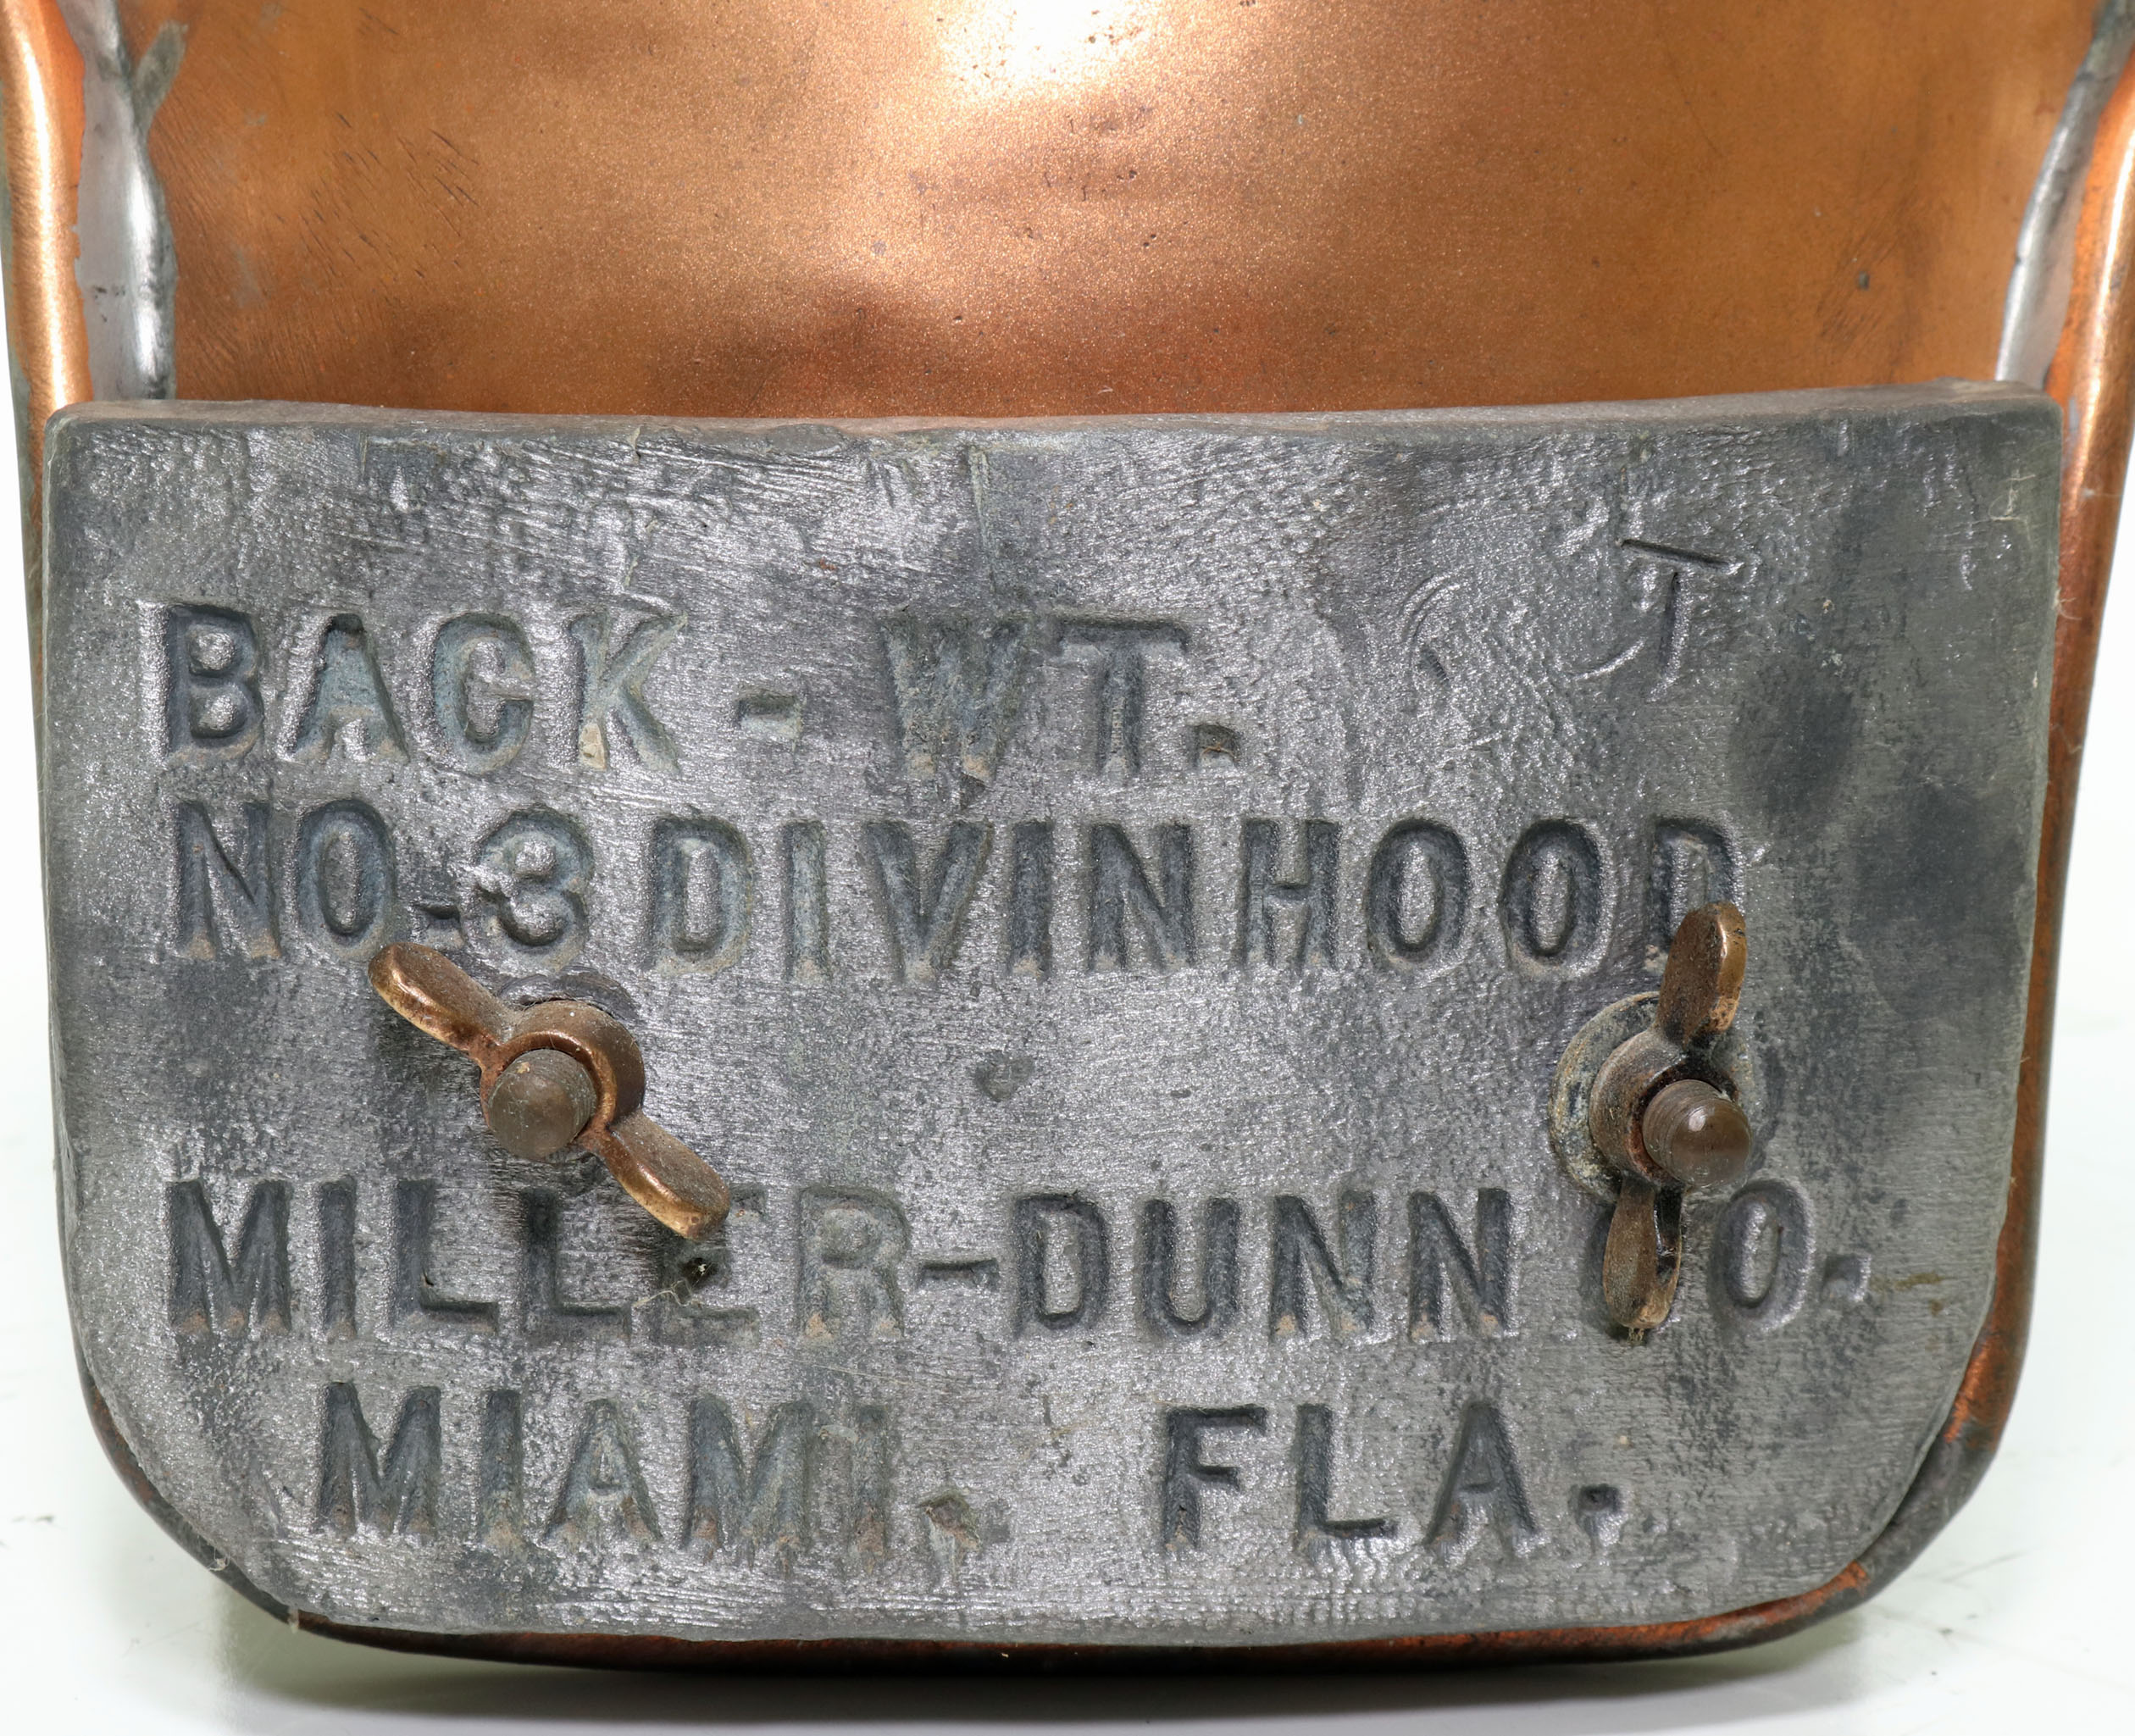 T
BACK-WT.
NO-3 DIVINHOOD
MILLER-DUNN CO.
MIAMI, FLA.